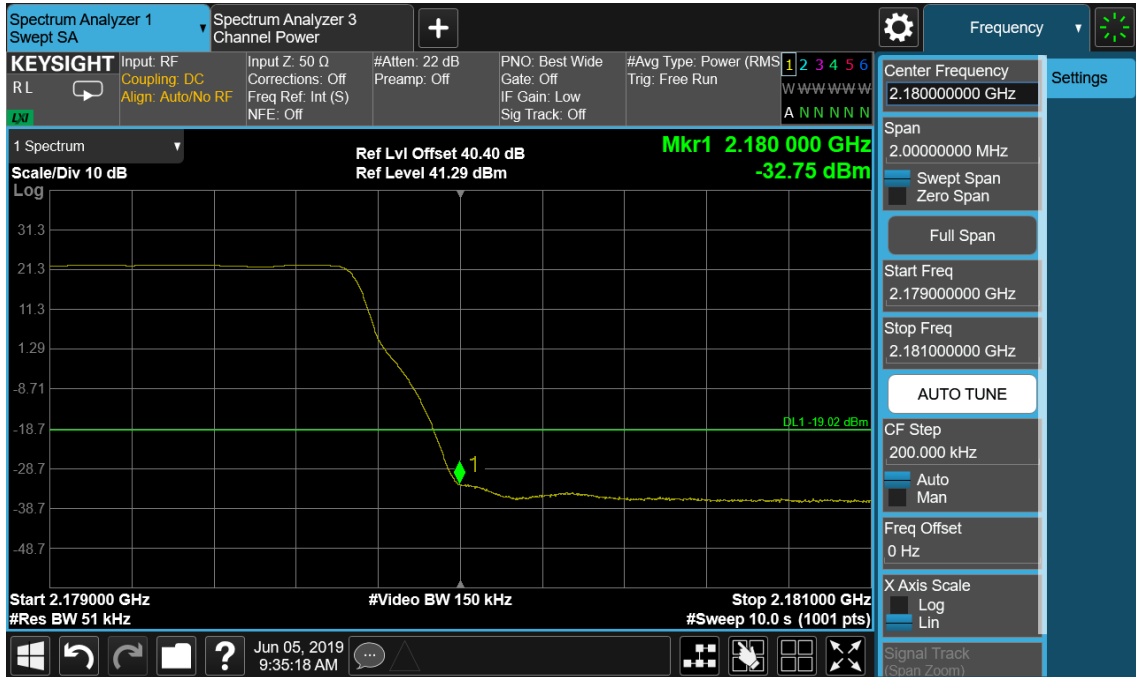 Spectrum Analyzer 1
Swept SA
Spectrum Analyzer 3
Channel Power
Frequency
KEYSIGHT
R L
LXI
Input: RF
Coupling: DC
Align: Auto/No RF
Input Z: 50 Ω
Corrections: Off
Freq Ref: Int (S)
NFE: Off
#Atten: 22 dB
Preamp: Off
PNO: Best Wide
Gate: Off
IF Gain: Low
Sig Track: Off
#Avg Type: Power (RMS
Trig: Free Run
1 2 3 4 5 6
W W W W W W
A N N N N N
1 Spectrum
Scale/Div 10 dB
Log
Ref Lvl Offset 40.40 dB
Ref Level 41.29 dBm
Mkr1 2.180 000 GHz
-32.75 dBm
31.3
21.3
11.3
1.29
-8.71
-18.7
-28.7
-38.7
-48.7
DL1 -19.02 dBm
1
Start 2.179000 GHz
#Res BW 51 kHz
#Video BW 150 kHz
Stop 2.181000 GHz
#Sweep 10.0 s (1001 pts)
Center Frequency
2.180000000 GHz
Settings
Span
2.00000000 MHz
Swept Span
Zero Span
Full Span
Start Freq
2.179000000 GHz
Stop Freq
2.181000000 GHz
AUTO TUNE
CF Step
200.000 kHz
Auto
Man
Freq Offset
0 Hz
X Axis Scale
Log
Lin
Signal Track
(Span Zoom)
?
Jun 05, 2019
9:35:18 AM